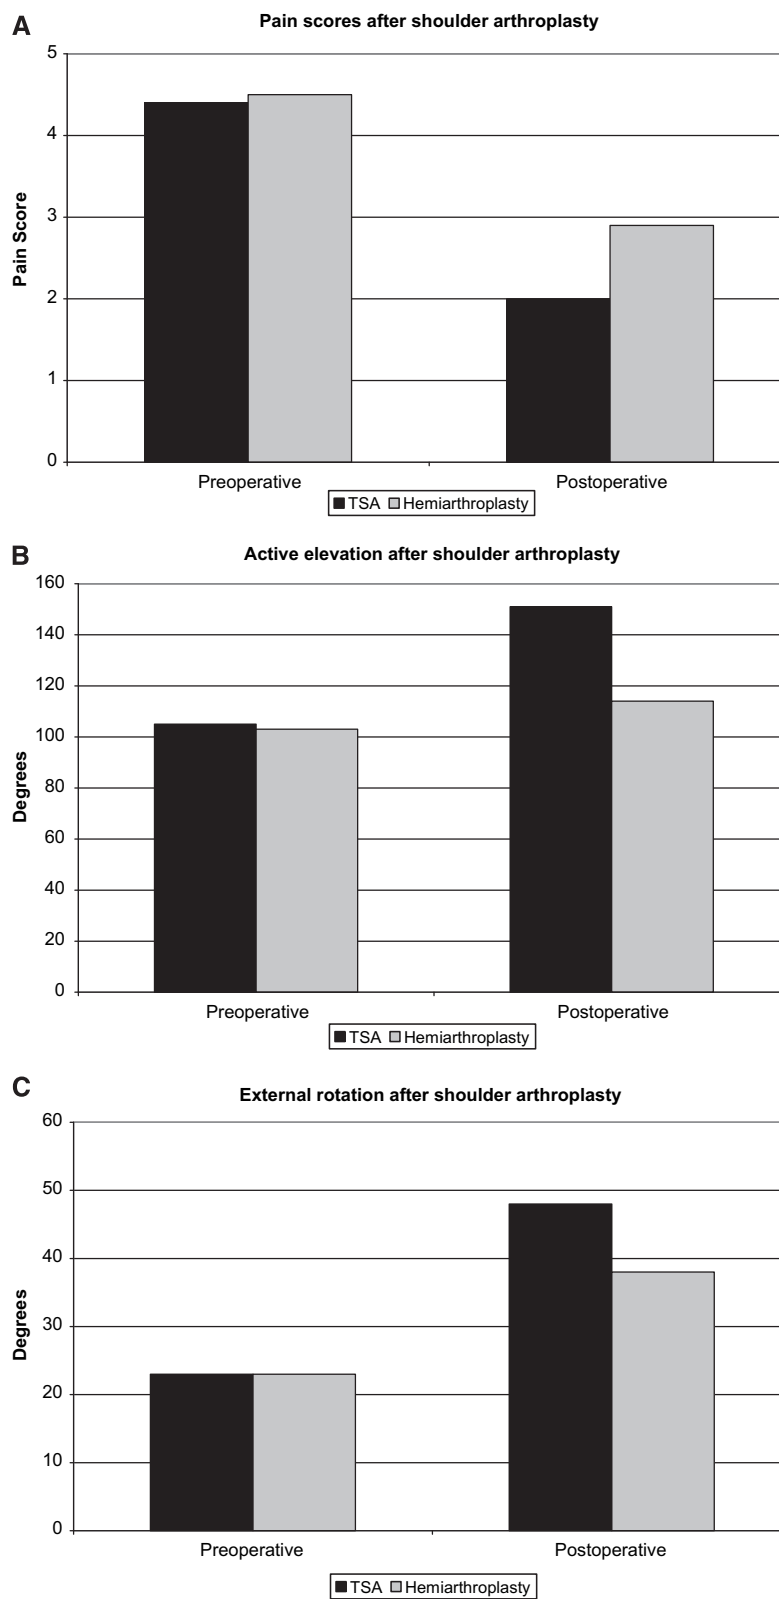 A
Pain scores after shoulder arthroplasty
5
4
3
2
1
0
Pain Score
Preoperative
Postoperative
TSA Hemiarthroplasty
B
Active elevation after shoulder arthroplasty
160
140
120
100
80
60
40
20
0
Degrees
Preoperative
Postoperative
TSA Hemiarthroplasty
C
External rotation after shoulder arthroplasty
60
50
40
30
20
10
0
Degrees
Preoperative
Postoperative
TSA Hemiarthroplasty